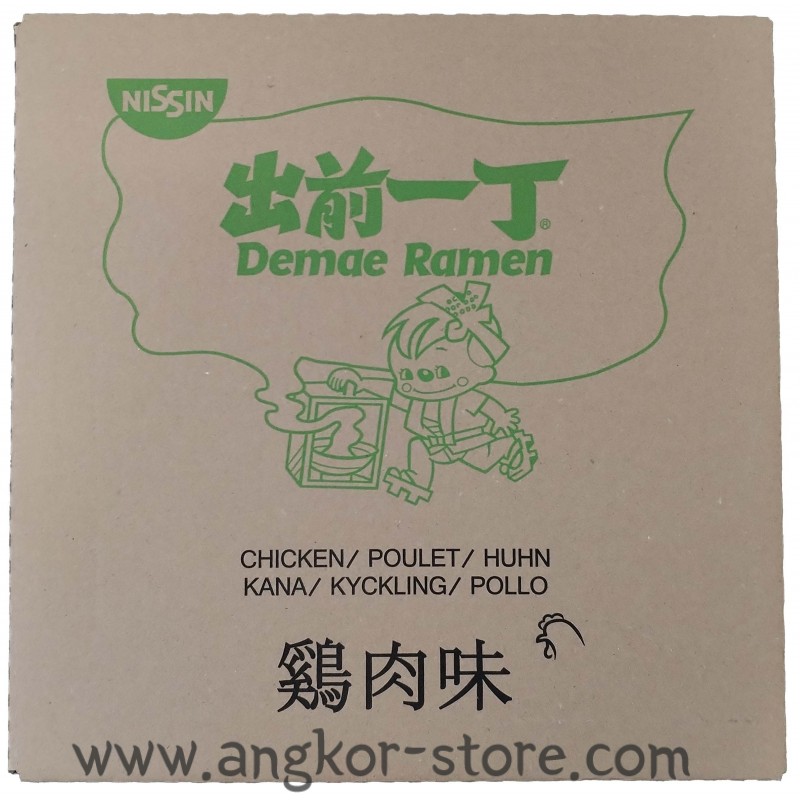 NISSIN
出前一丁®
Demae Ramen
CHICKEN/ POULET/ HUHN
KANA/ KYCKLING/ POLLO
鷄肉味
www.angkor-store.com